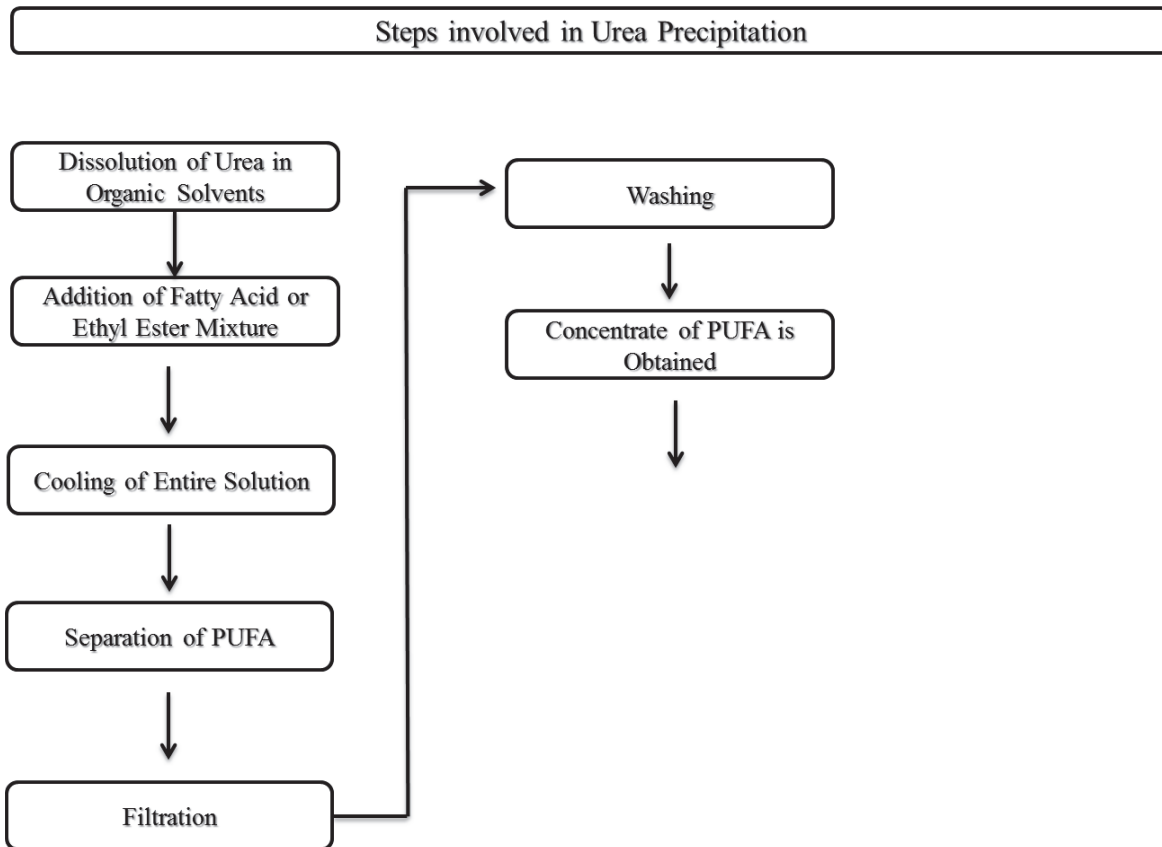 Steps involved in Urea Precipitation
Dissolution of Urea in
Organic Solvents
Addition of Fatty Acid or
Ethyl Ester Mixture
Cooling of Entire Solution
Separation of PUFA
Filtration
Washing
Concentrate of PUFA is
Obtained